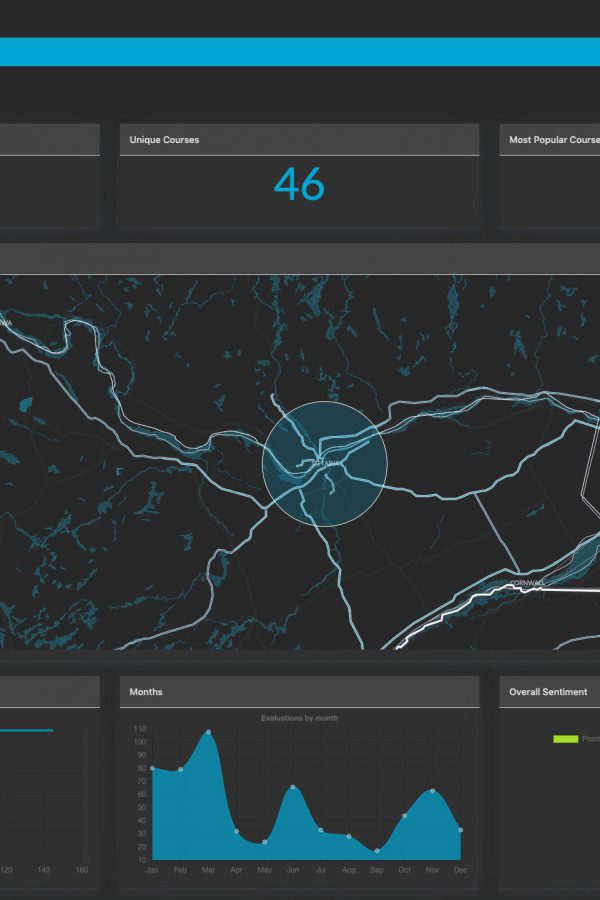 Unique Courses
Most Popular Course
46
OTTAWA
CORNWALL
Months
Overall Sentiment
Evaluations by month
110
100
90
80
70
60
50
40
30
20
10
Jan Feb Mar Apr May Jun Jul Aug Sep Oct Nov Dec
Positi
120 140 160